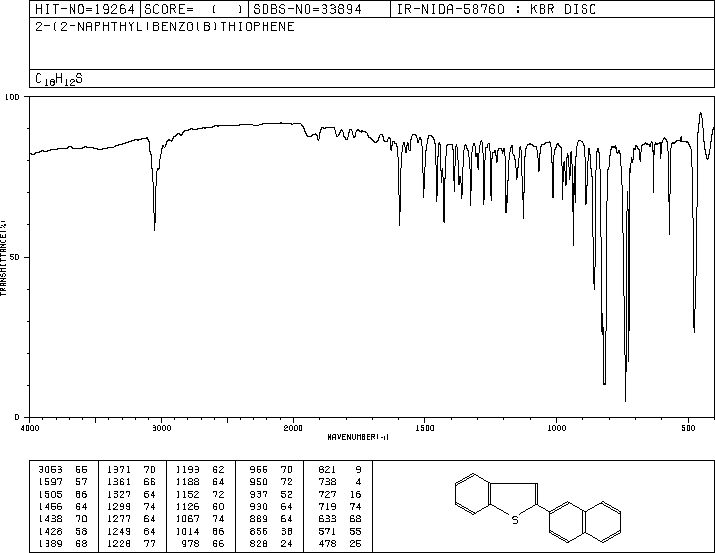 HIT-NO=19264 SCORE= ( ) SDBS-NO=33894 IR-NIDA-58760 : KBR DISC
2-(2-NAPHTHYL)BENZO(B)THIOPHENE
C18H12S
100
50
0
TRANSMITTANCE(%)
4000 3000 2000 1500 1000 500
WAVENUMBER(-1)
3053 55 1371 70 1193 62 966 70 821 9
1597 57 1361 66 1188 64 950 72 738 4
1505 66 1327 64 1152 72 937 52 727 16
1456 64 1299 74 1126 60 930 64 719 74
1438 70 1277 64 1067 74 889 64 633 68
1428 58 1249 64 1014 66 856 38 571 55
1389 68 1228 77 978 66 828 24 478 25
S